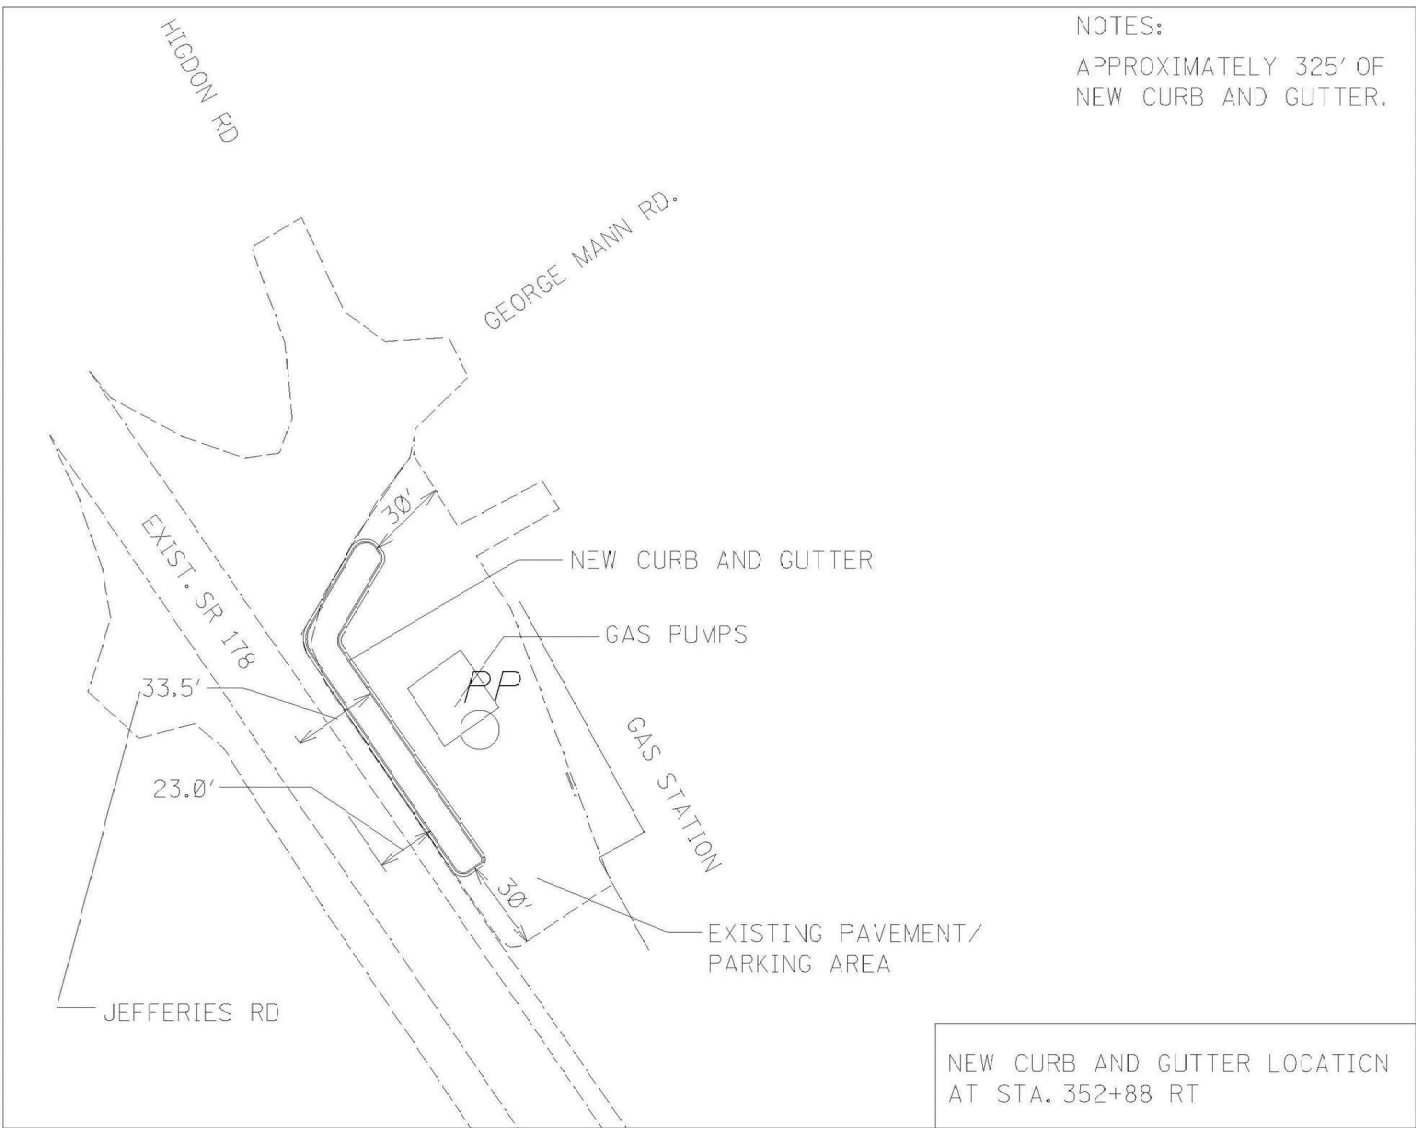 NOTES:
APPROXIMATELY 325' OF
NEW CURB AND GUTTER.
HIGDON RD
GEORGE MANN RD.
30'
EXIST. SR 178
NEW CURB AND GUTTER
GAS PUMPS
PP
33.5'
GAS STATION
23.0'
30'
EXISTING PAVEMENT/
PARKING AREA
JEFFERIES RD
NEW CURB AND GUTTER LOCATION
AT STA. 352+88 RT